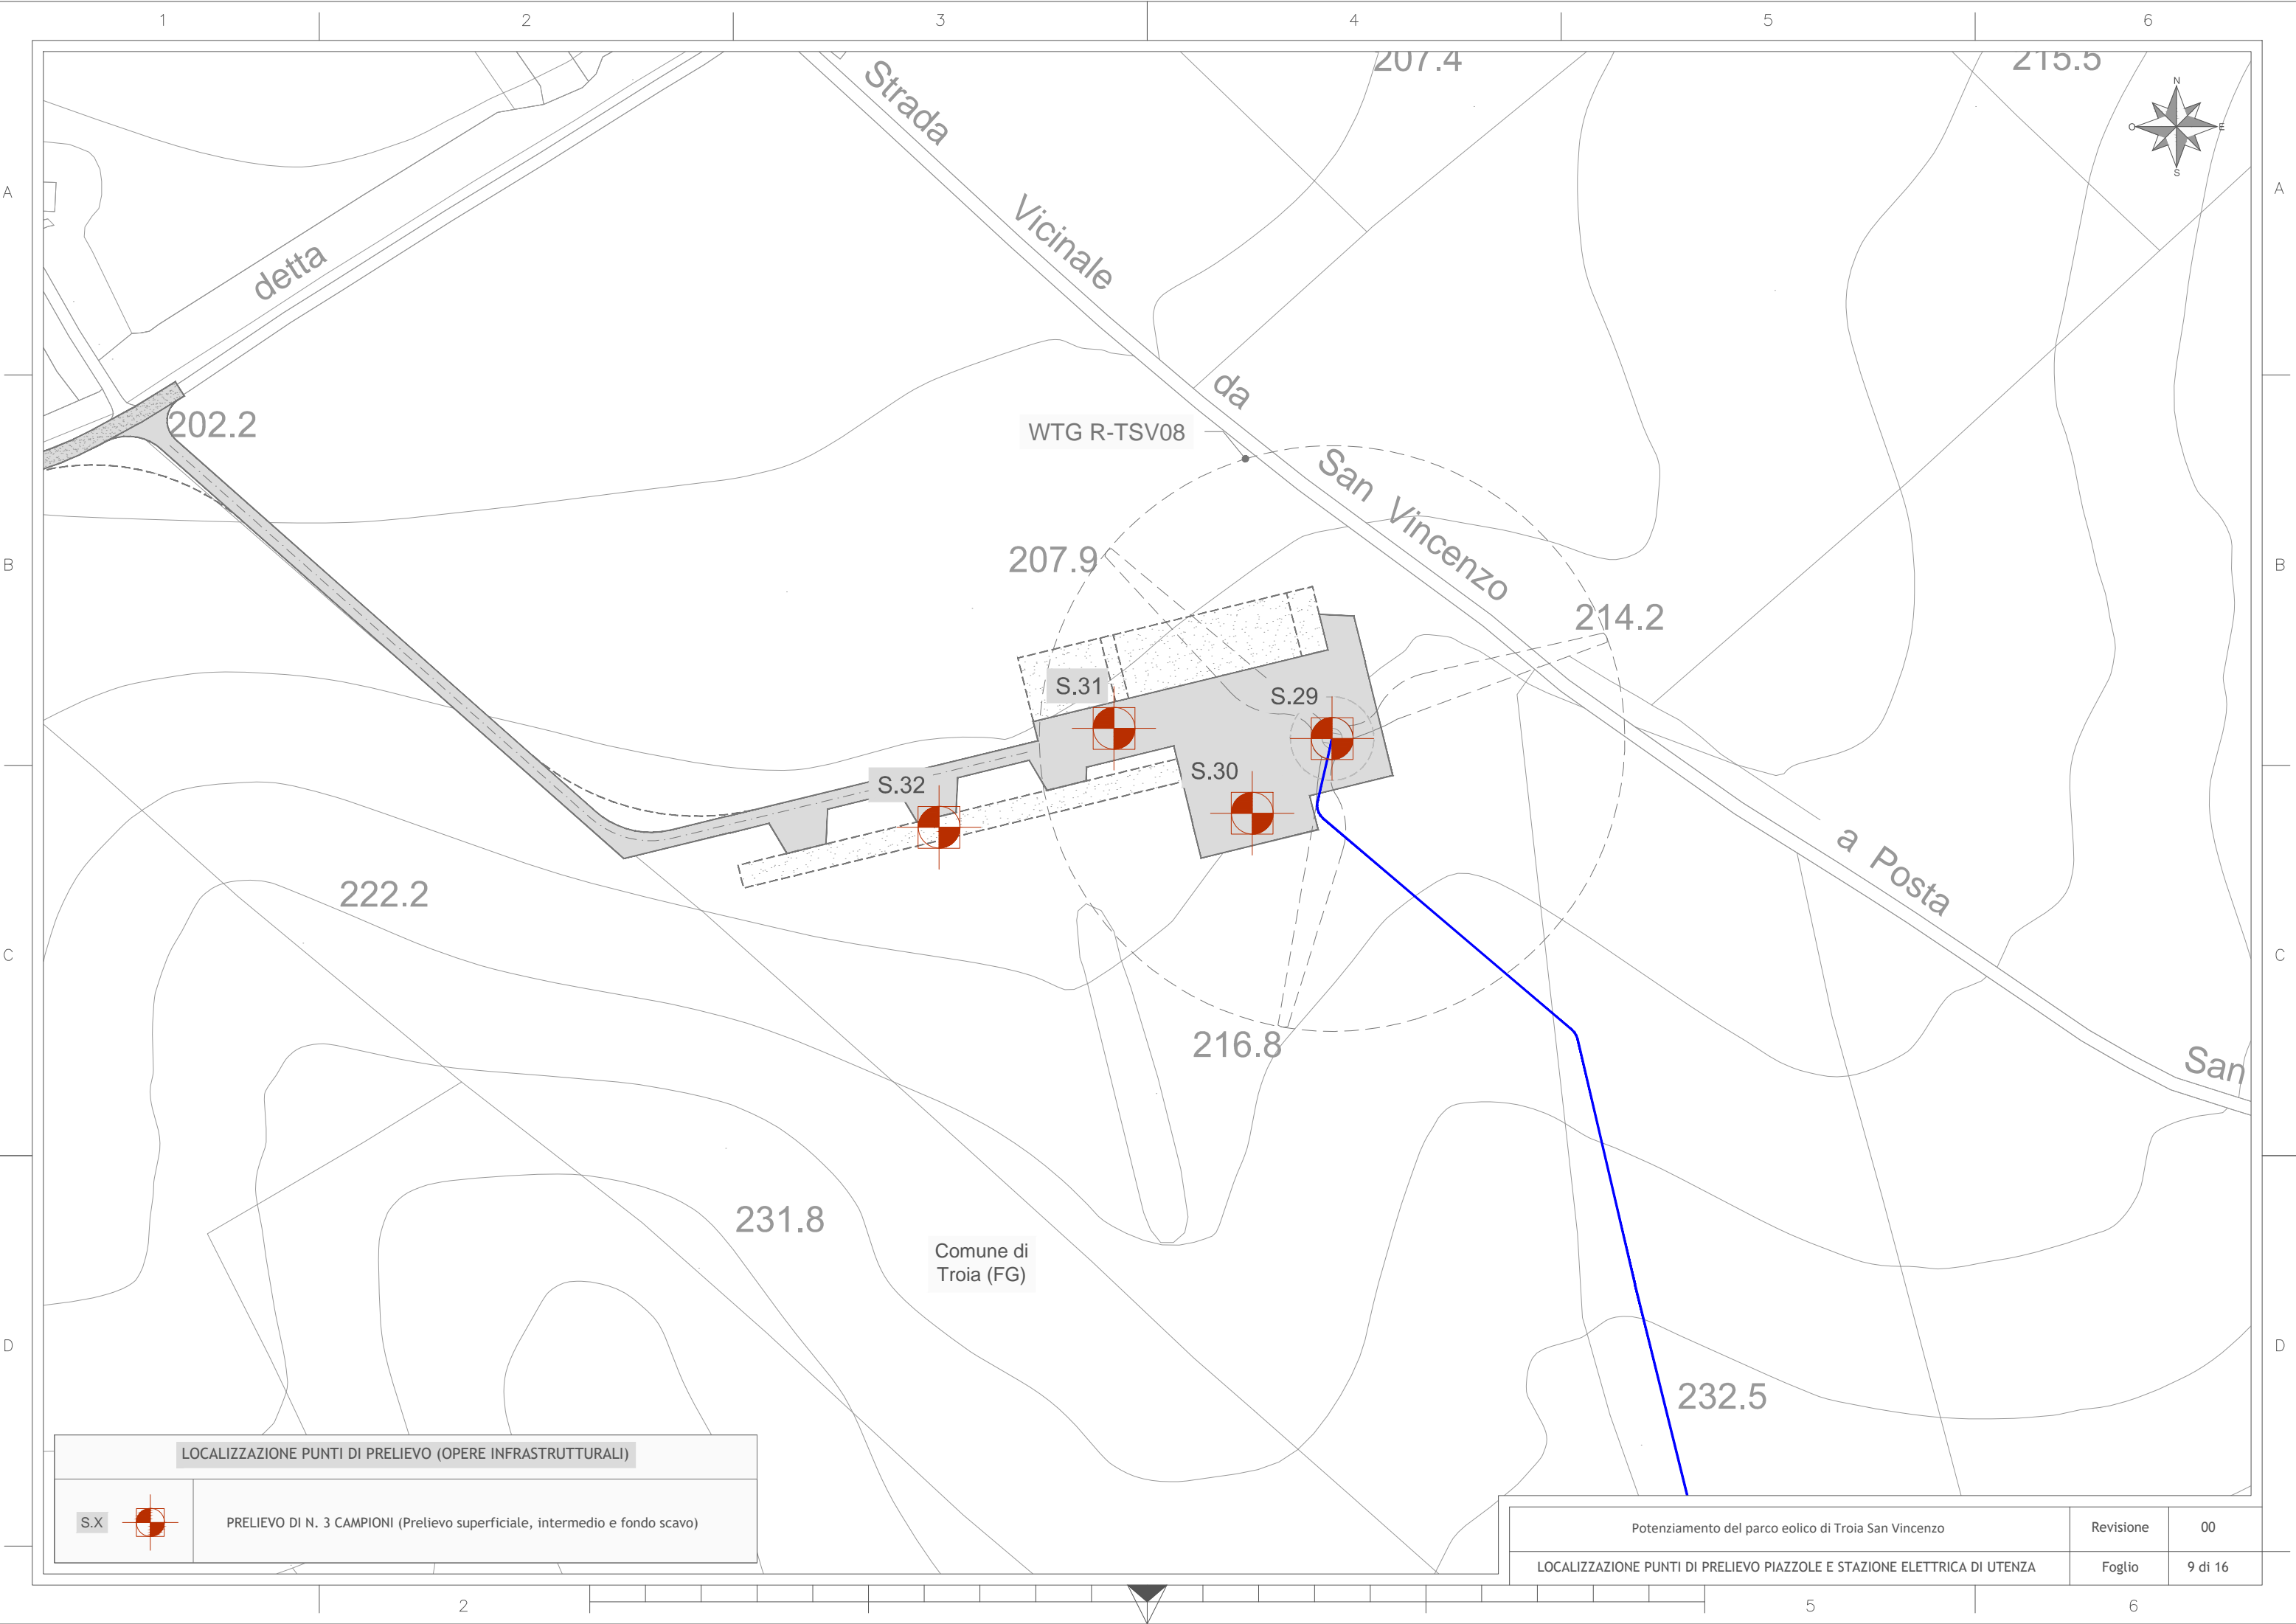 1 2 3 4 5 6
A A
B B
C C
D D
2 5 6
207.4
215.5
N
O E
S
Strada
Vicinale
da
San Vincenzo
a Posta
San
detta
202.2
WTG R-TSV08
207.9
214.2
S.31
S.29
S.30
S.32
222.2
216.8
231.8
Comune di
Troia (FG)
232.5
LOCALIZZAZIONE PUNTI DI PRELIEVO (OPERE INFRASTRUTTURALI)
S.X PRELIEVO DI N. 3 CAMPIONI (Prelievo superficiale, intermedio e fondo scavo)
Potenziamento del parco eolico di Troia San Vincenzo Revisione 00
LOCALIZZAZIONE PUNTI DI PRELIEVO PIAZZOLE E STAZIONE ELETTRICA DI UTENZA Foglio 9 di 16